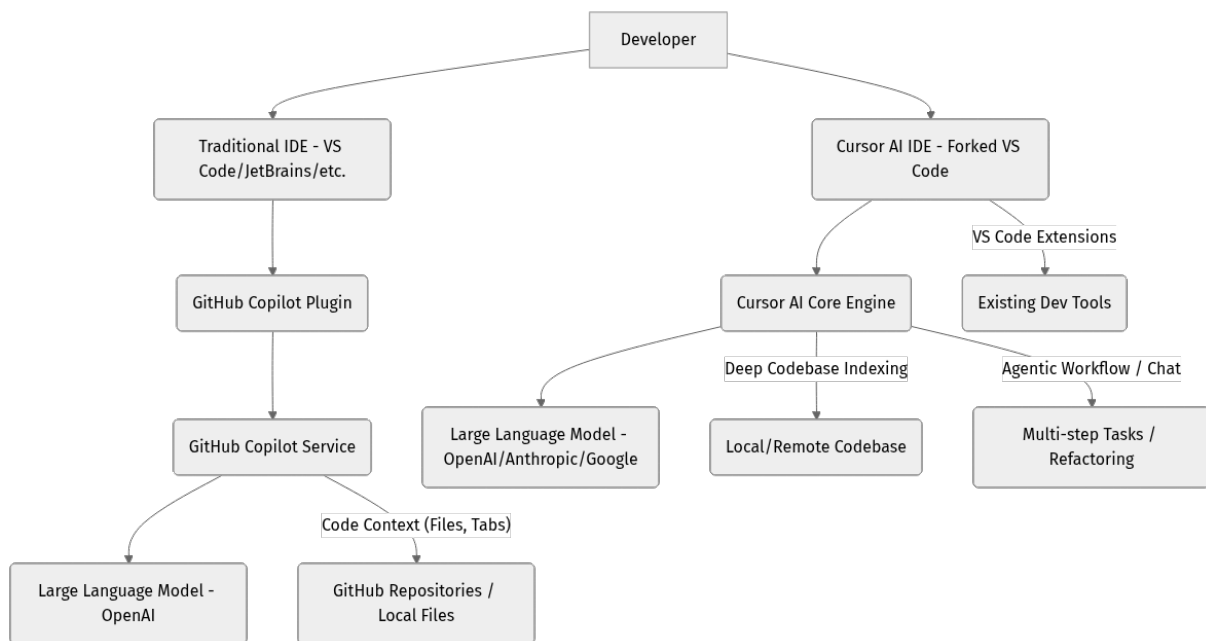 Developer
Traditional IDE - VS
Code/JetBrains/etc.
Cursor AI IDE - Forked VS
Code
VS Code Extensions
GitHub Copilot Plugin
Cursor AI Core Engine
Existing Dev Tools
Deep Codebase Indexing
Agentic Workflow / Chat
GitHub Copilot Service
Large Language Model -
OpenAI/Anthropic/Google
Local/Remote Codebase
Multi-step Tasks /
Refactoring
Code Context (Files, Tabs)
Large Language Model -
OpenAI
GitHub Repositories /
Local Files